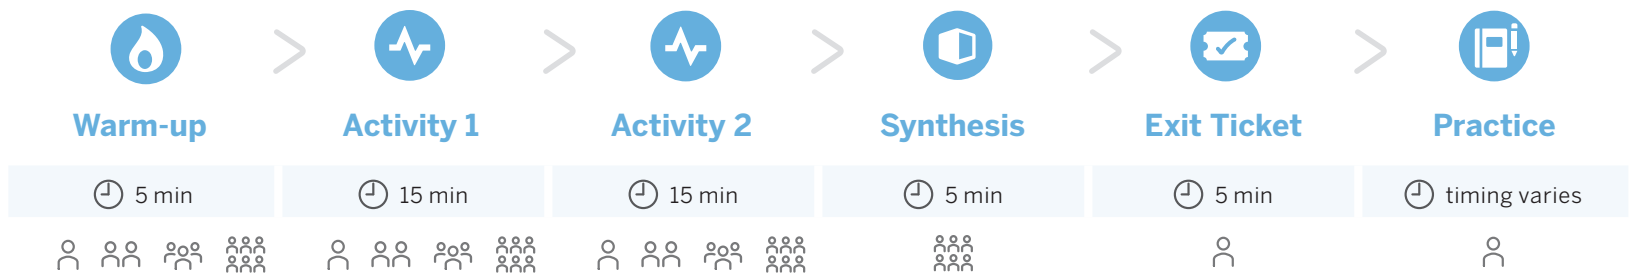 Warm-up
Activity 1
Activity 2
Synthesis
Exit Ticket
Practice
5 min
15 min
15 min
5 min
5 min
timing varies